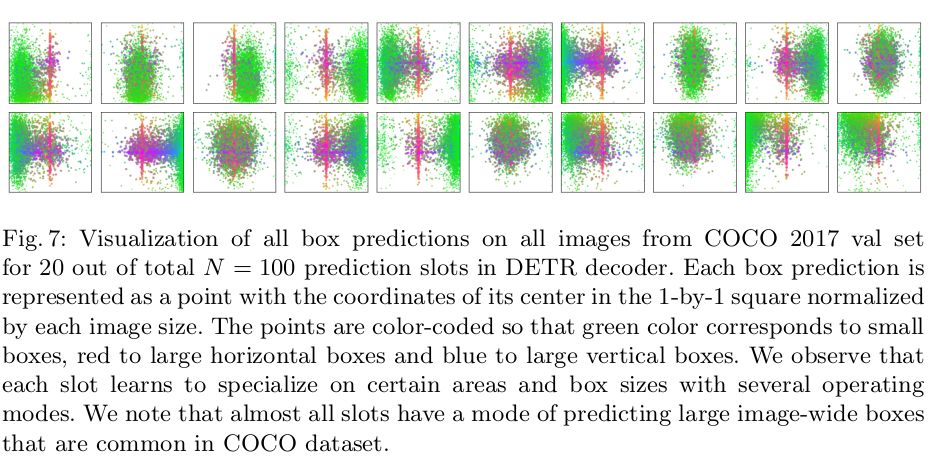 Fig. 7: Visualization of all box predictions on all images from COCO 2017 val set
for 20 out of total N = 100 prediction slots in DETR decoder. Each box prediction is
represented as a point with the coordinates of its center in the 1-by-1 square normalized
by each image size. The points are color-coded so that green color corresponds to small
boxes, red to large horizontal boxes and blue to large vertical boxes. We observe that
each slot learns to specialize on certain areas and box sizes with several operating
modes. We note that almost all slots have a mode of predicting large image-wide boxes
that are common in COCO dataset.